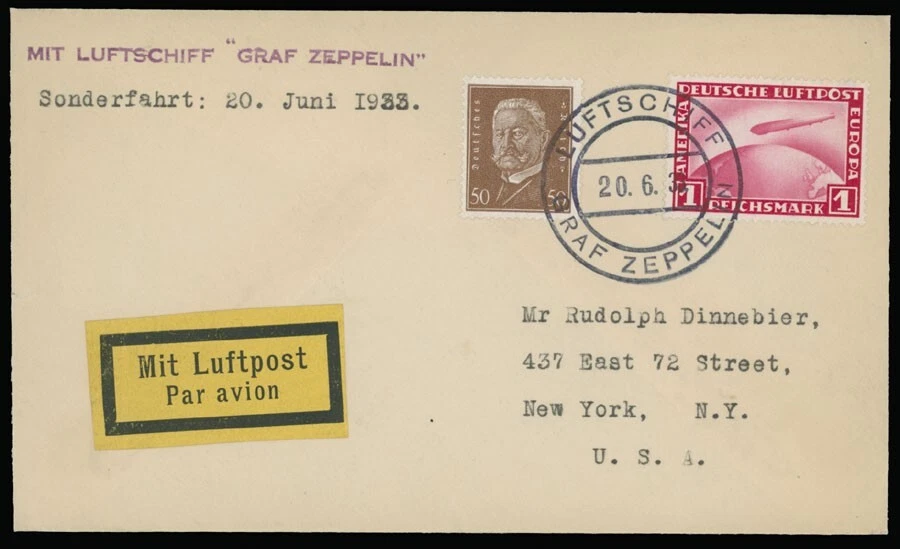 MIT LUFTSCHIFF "GRAF ZEPPELIN"
Sonderfahrt: 20. Juni I933.
Deutsches Reich
50 50
LUFTSCHIFF
20. 6. 3
GRAF ZEPPELIN
DEUTSCHE LUFTPOST
AMERIKA
EUROPA
1 REICHSMARK 1
Mit Luftpost
Par avion
Mr Rudolph Dinnebier,
437 East 72 Street,
New York, N.Y.
U. S. A.